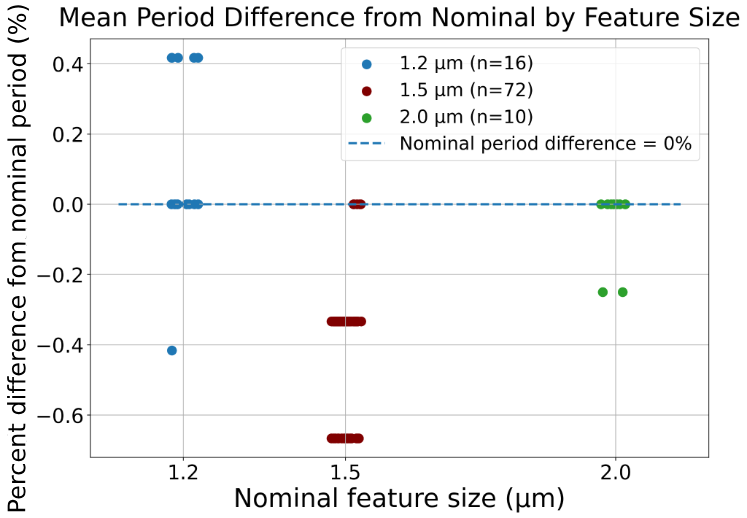 Mean Period Difference from Nominal by Feature Size
Percent difference fom nominal period (%)
0.4
0.2
0.0
−0.2
−0.4
−0.6
1.2 μm (n=16)
1.5 μm (n=72)
2.0 μm (n=10)
Nominal period difference = 0%
1.2
1.5
2.0
Nominal feature size (μm)